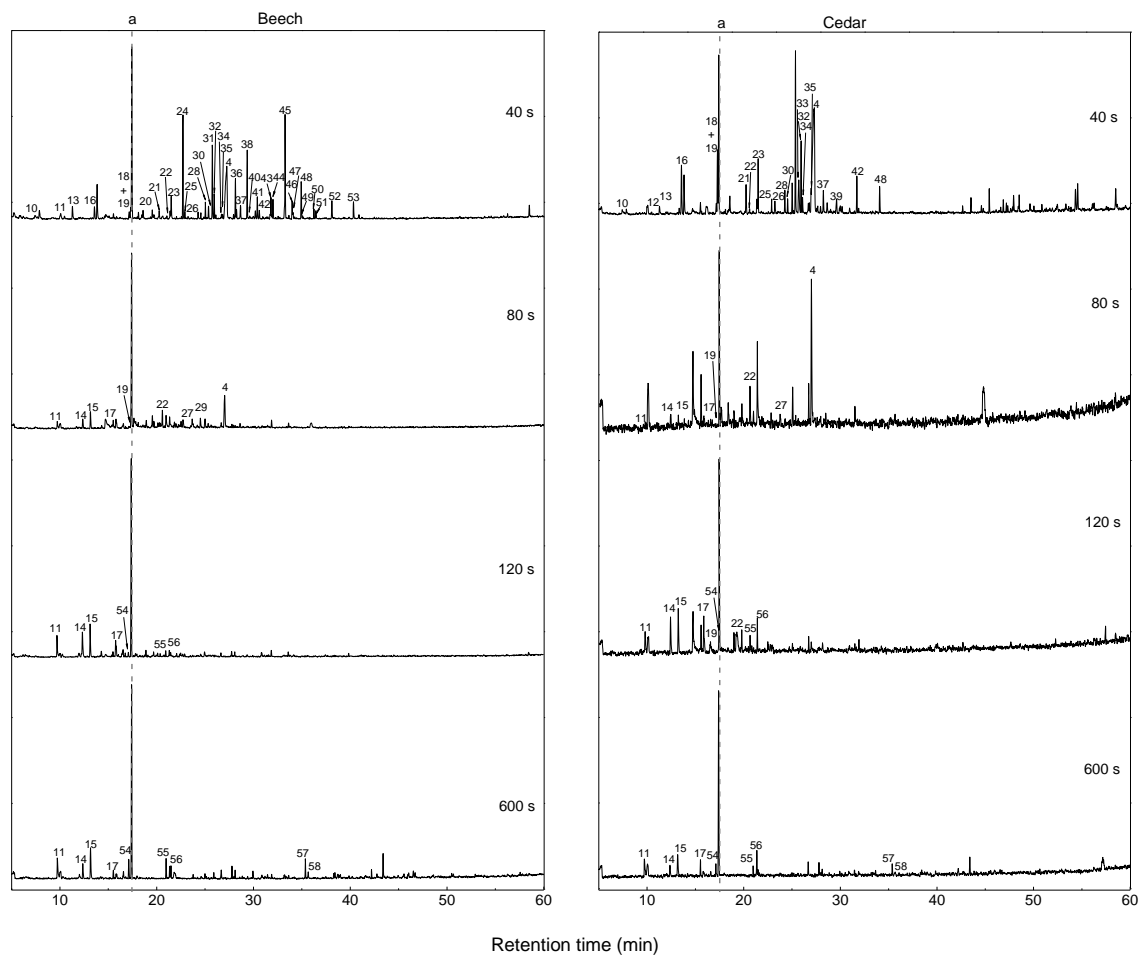 a Beech
40 s
10 11 13 16 18 + 19 20 21 22 23 24 25 26 28 30 31 32 34 35 4 36 37 38 40 41 42 43 44 45 46 47 48 49 50 51 52 53
80 s
11 14 15 17 19 22 27 29 4
120 s
11 14 15 17 54 55 56
600 s
11 14 15 17 54 55 56 57 58
10 20 30 40 50 60
a Cedar
40 s
10 12 13 16 18 + 19 21 22 23 25 26 28 30 33 32 34 35 4 37 39 42 48
80 s
11 14 15 17 19 22 27 4
120 s
11 14 15 17 19 54 22 55 56
600 s
11 14 15 17 54 55 56 57 58
10 20 30 40 50 60
Retention time (min)